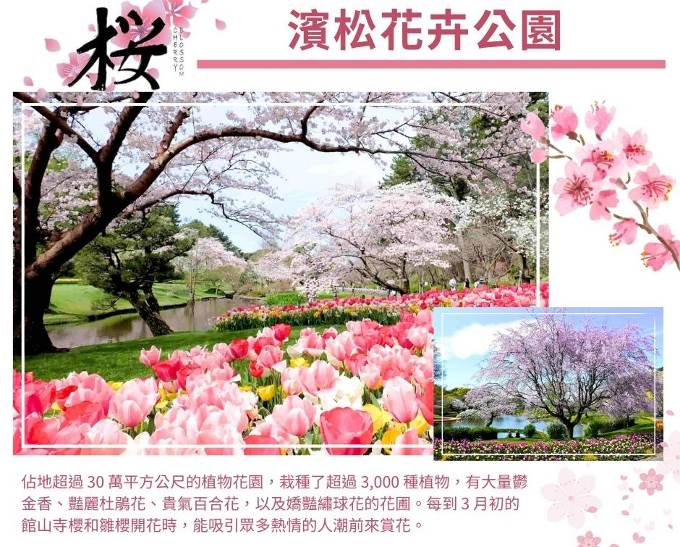 桜
CHERRY
BLOSSOM
濱松花卉公園
佔地超過 30 萬平方公尺的植物花園，栽種了超過 3,000 種植物，有大量鬱
金香、豔麗杜鵑花、貴氣百合花，以及嬌豔繡球花的花圃。每到 3 月初的
館山寺櫻和雛櫻開花時，能吸引眾多熱情的人潮前來賞花。